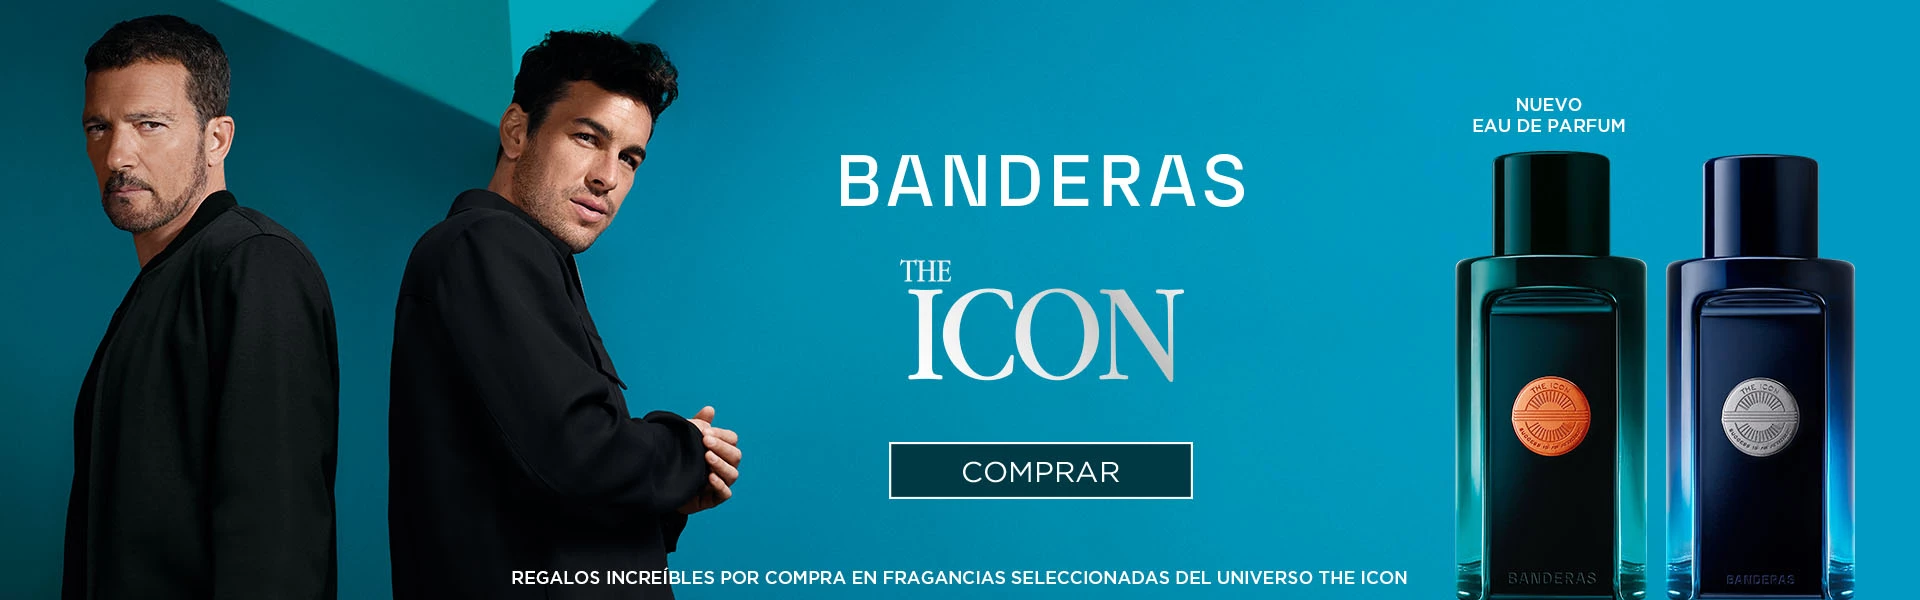 NUEVO
EAU DE PARFUM
BANDERAS
THE
ICON
COMPRAR
REGALOS INCREÍBLES POR COMPRA EN FRAGANCIAS SELECCIONADAS DEL UNIVERSO THE ICON
THE ICON
BANDERAS
THE ICON
BANDERAS